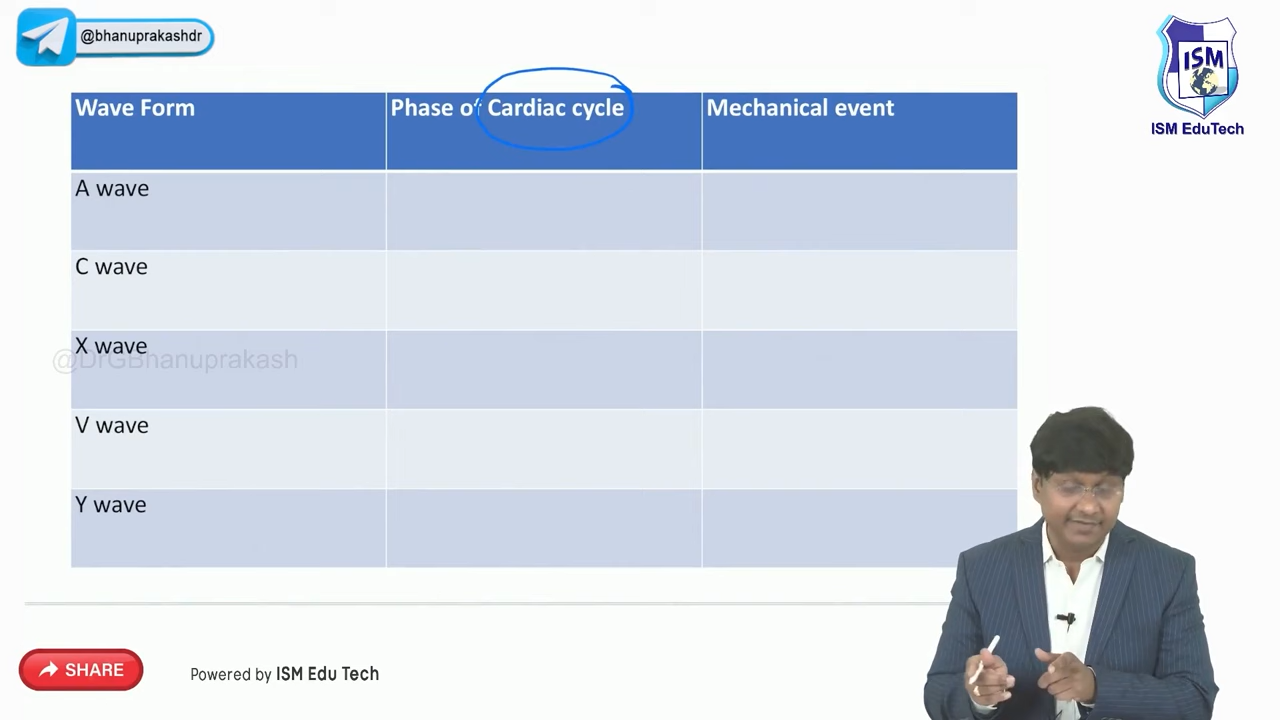 @bhanuprakashdr
ISM
ISM EduTech
Wave Form
Phase of Cardiac cycle
Mechanical event
A wave
C wave
X wave
@DrGBhanuprakash
V wave
Y wave
SHARE
Powered by ISM Edu Tech